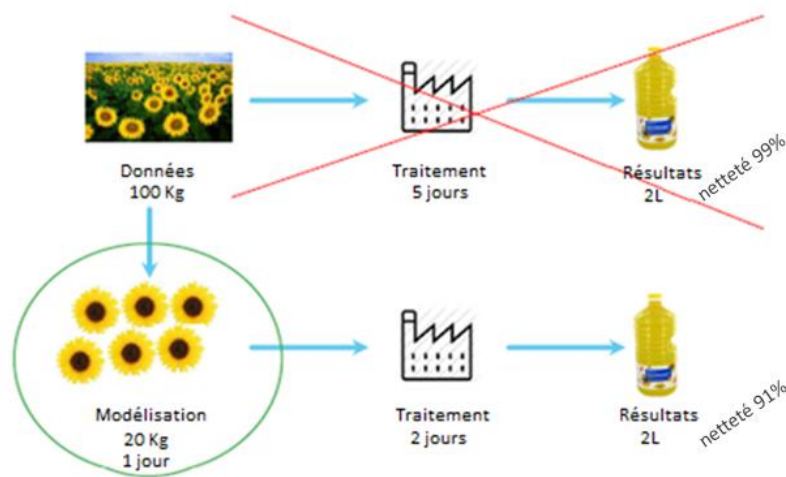 Données
100 Kg
Traitement
5 jours
Résultats
2L
netteté 99%
Modélisation
20 Kg
1 jour
Traitement
2 jours
Résultats
2L
netteté 91%